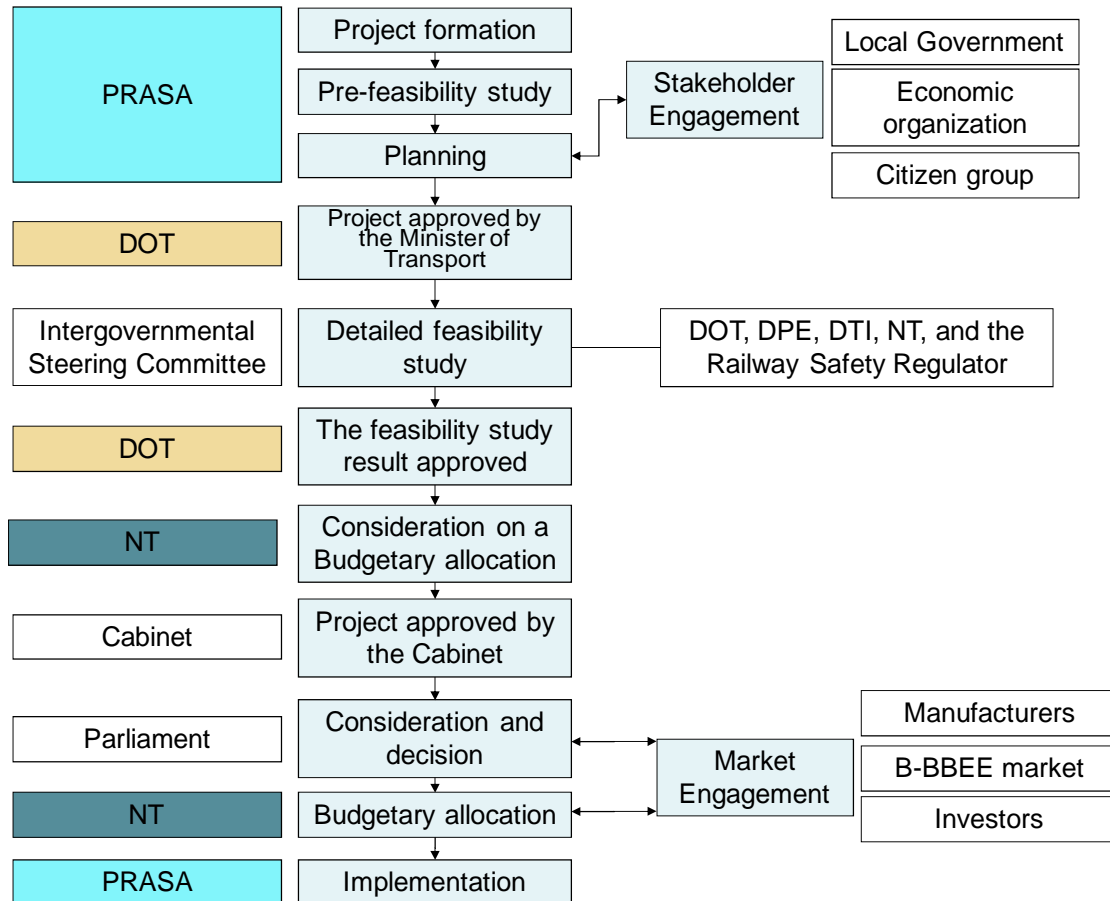 PRASA
Project formation
Pre-feasibility study
Planning
Stakeholder
Engagement
Local Government
Economic
organization
Citizen group
DOT
Project approved by
the Minister of
Transport
Intergovernmental
Steering Committee
Detailed feasibility
study
DOT, DPE, DTI, NT, and the
Railway Safety Regulator
DOT
The feasibility study
result approved
NT
Consideration on a
Budgetary allocation
Cabinet
Project approved by
the Cabinet
Parliament
Consideration and
decision
Market
Engagement
Manufacturers
B-BBEE market
Investors
NT
Budgetary allocation
PRASA
Implementation